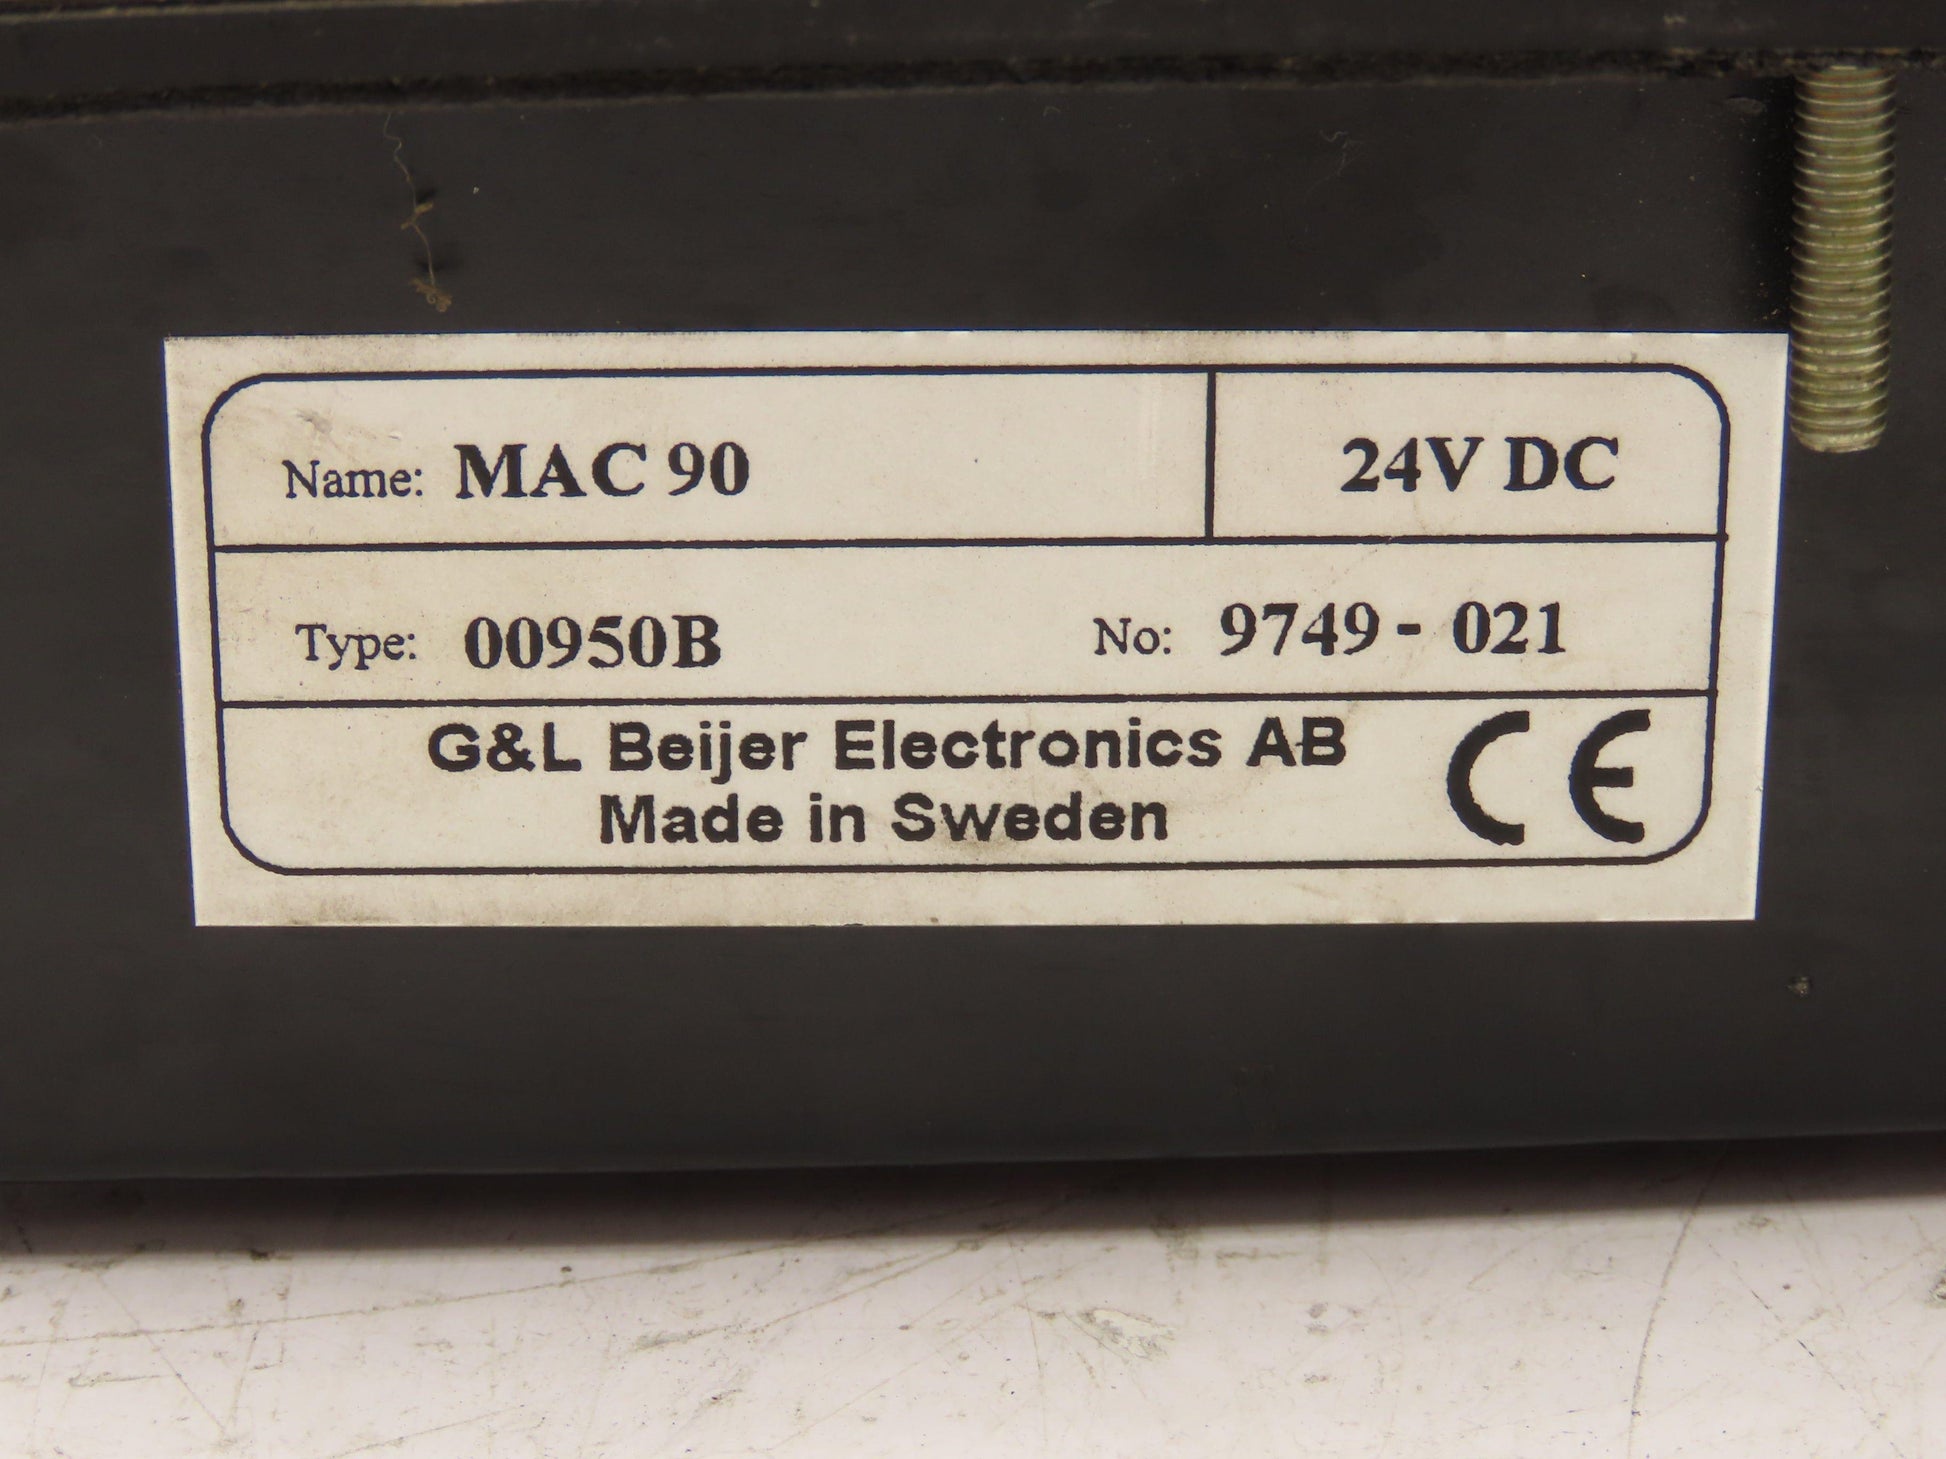 Name: MAC 90 24V DC
Type: 00950B No: 9749 - 021
G&L Beijer Electronics AB
Made in Sweden
CE